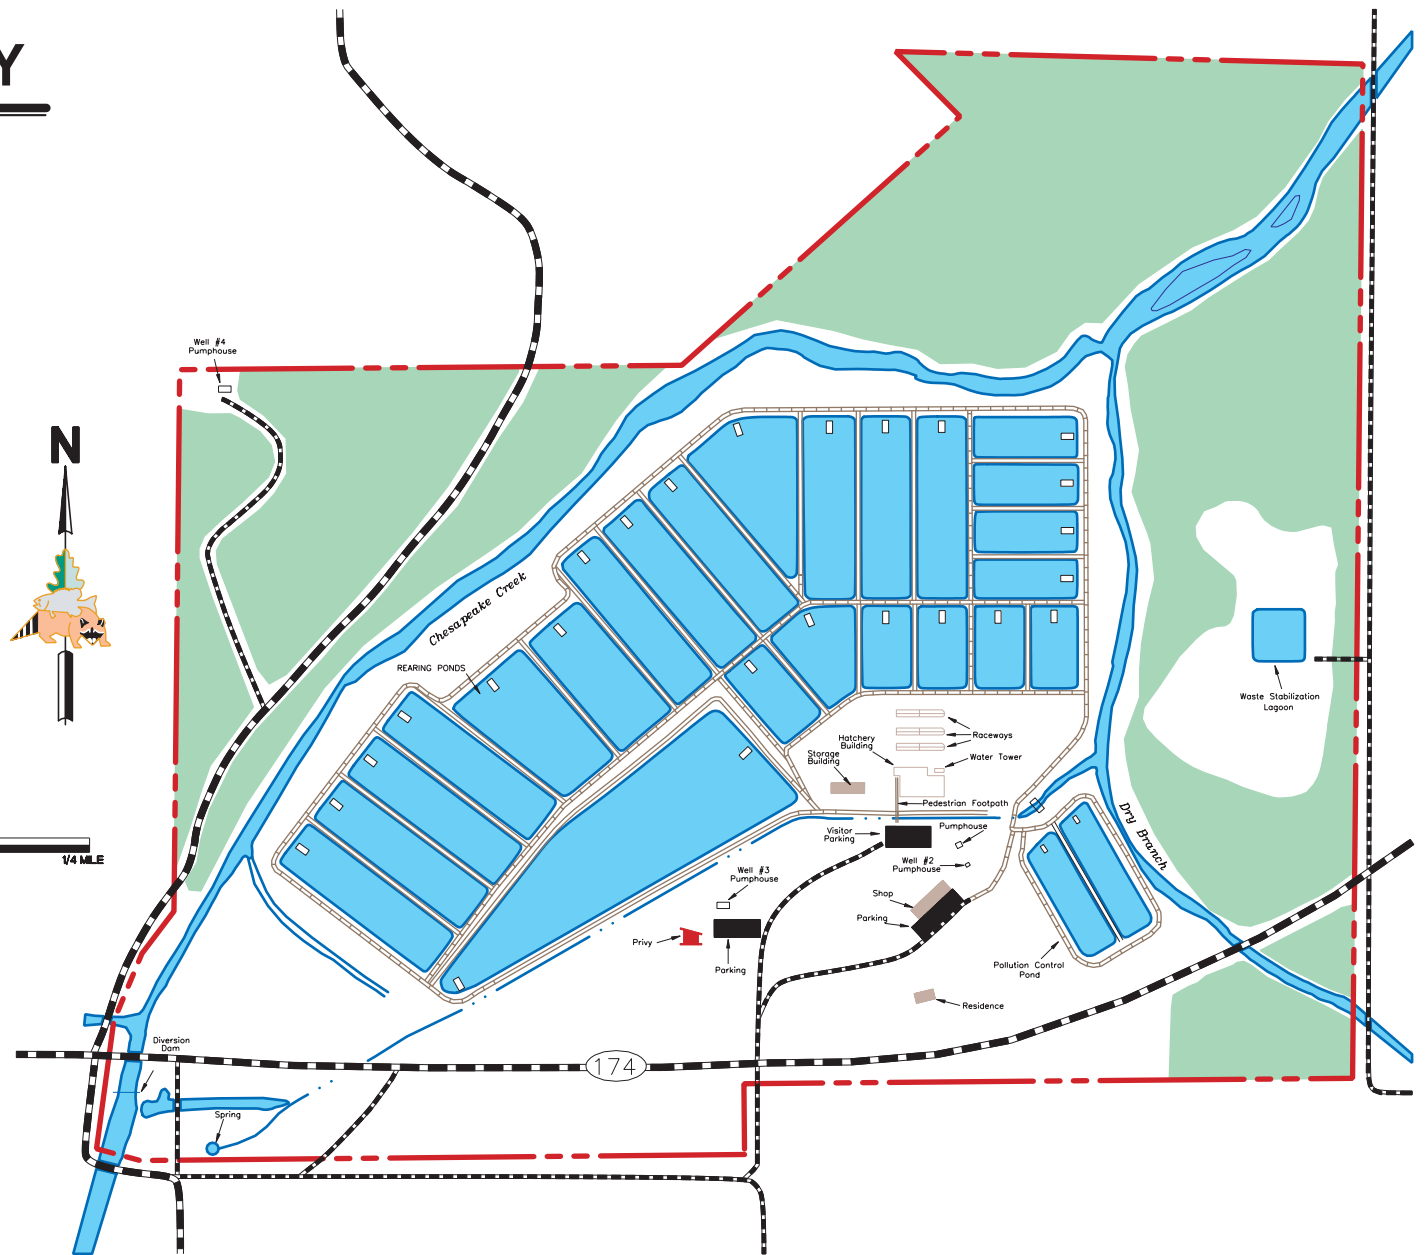 Y
Well #4
Pumphouse
N
Chesapeake Creek
REARING PONDS
Hatchery
Building
Storage
Building
Raceways
Water Tower
Pedestrian Footpath
Visitor
Parking
Pumphouse
Well #2
Pumphouse
Well #3
Pumphouse
Shop
Parking
Privy
Parking
Pollution Control
Pond
Residence
Dry Branch
Waste Stabilization
Lagoon
1/4 MILE
Diversion
Dam
174
Spring